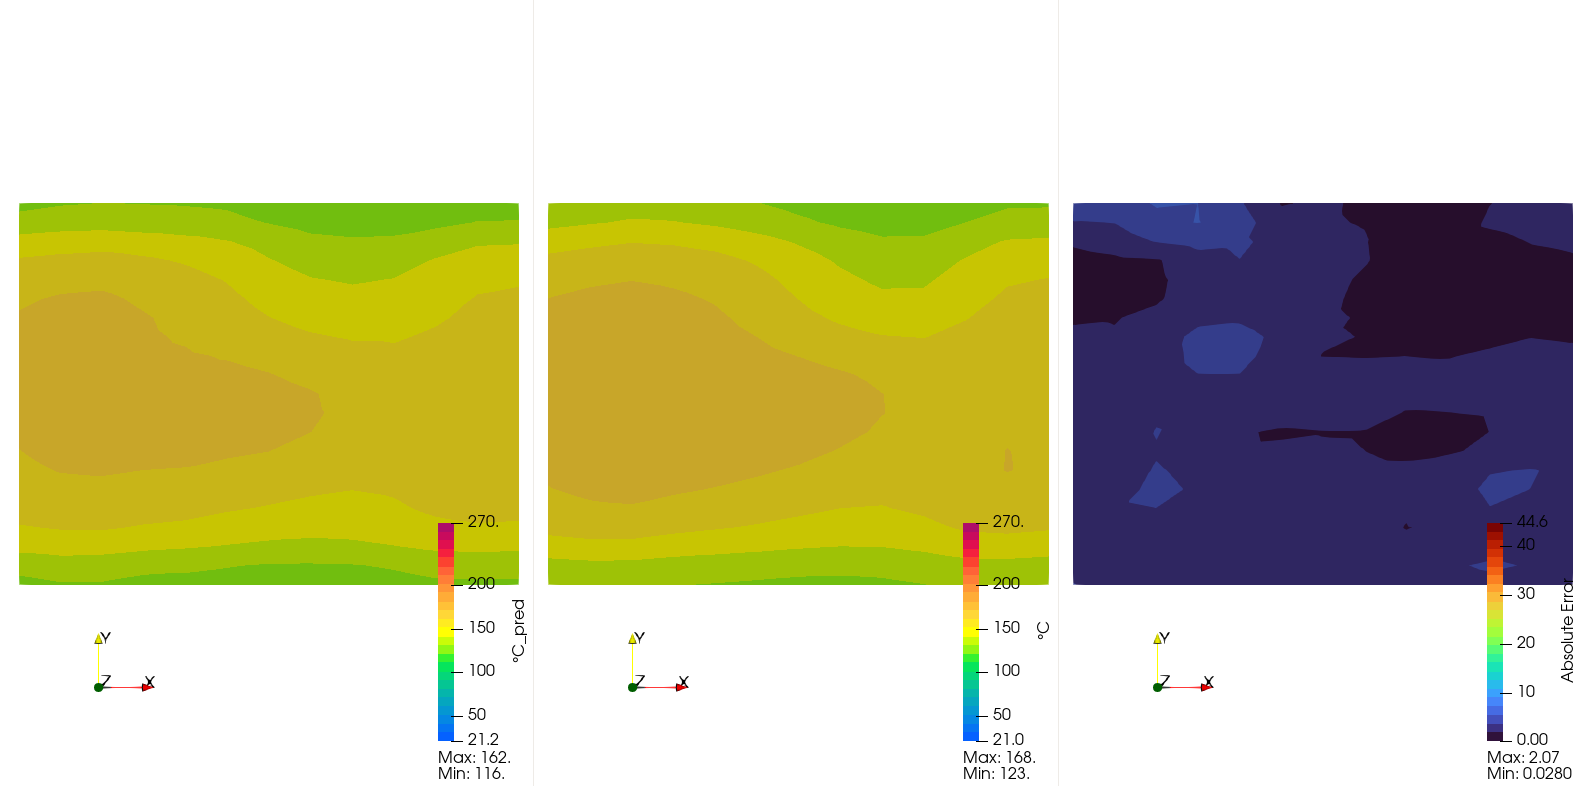 270.
200
150
100
50
21.2
°C_pred
Max: 162.
Min: 116.
Y
Z
X
270.
200
150
100
50
21.0
°C
Max: 168.
Min: 123.
Y
Z
X
44.6
40
30
20
10
0.00
Absolute Error
Max: 2.07
Min: 0.0280
Y
Z
X